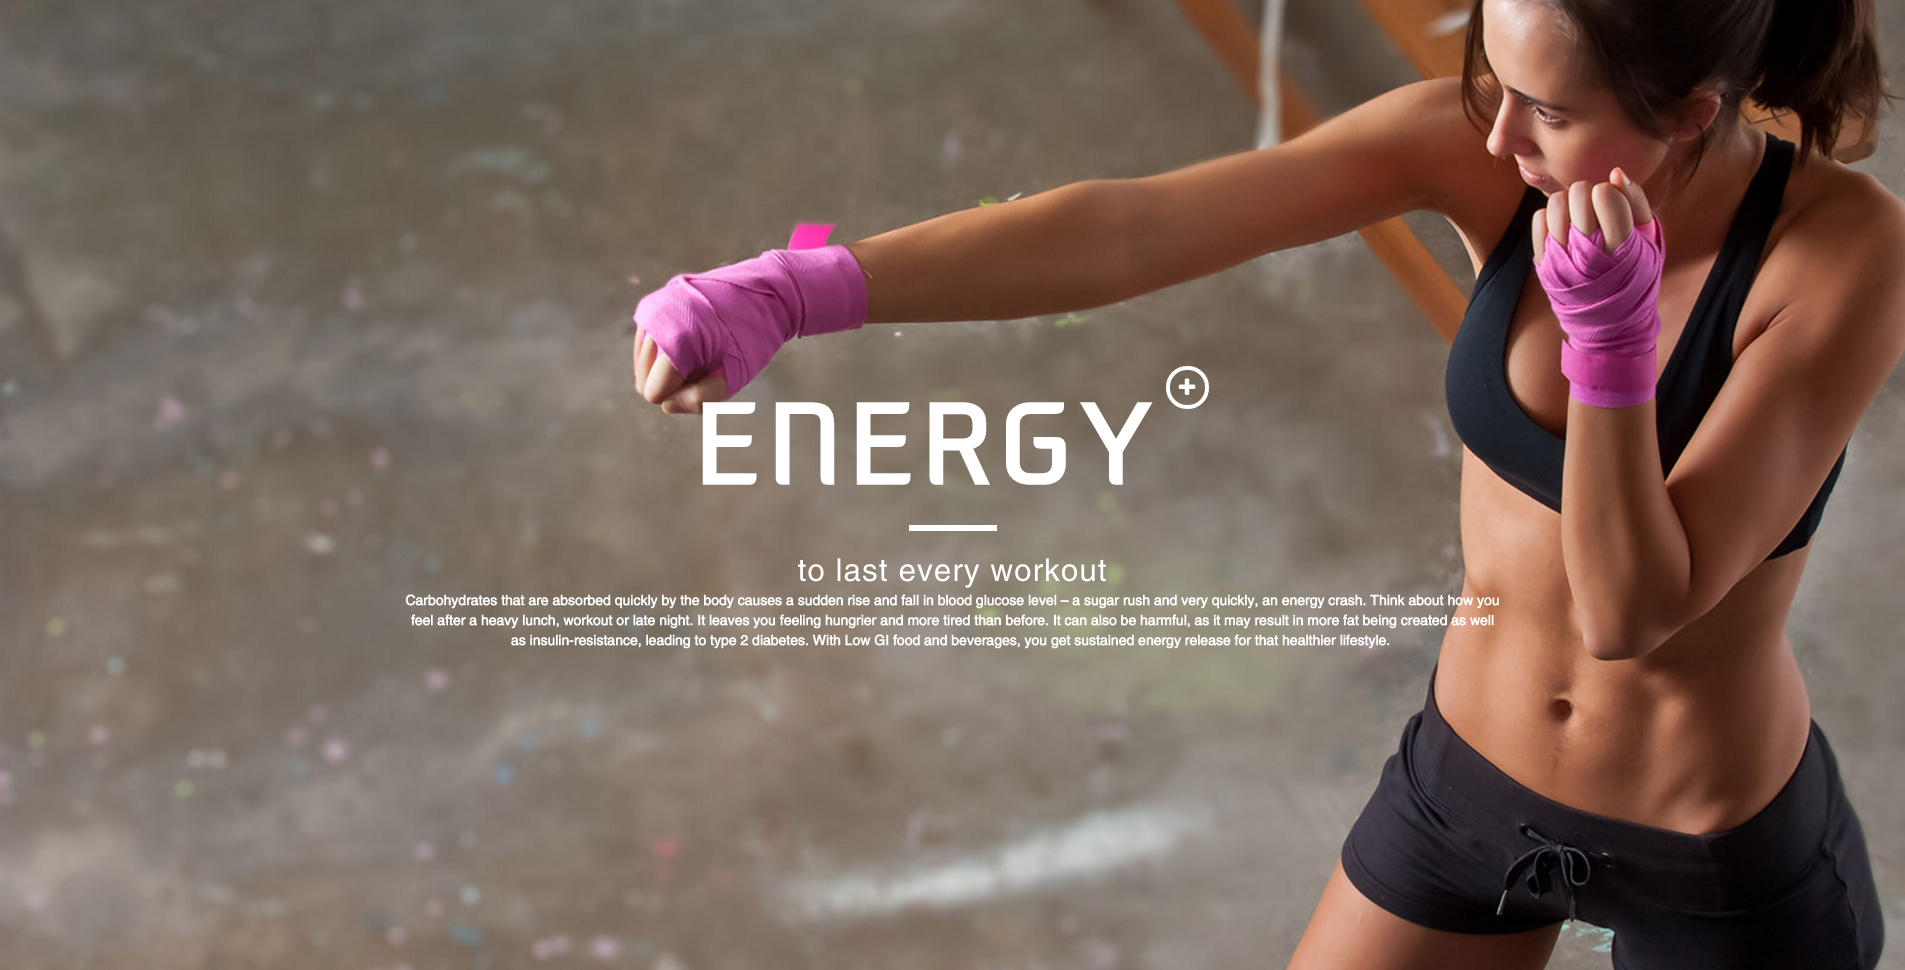 ENERGY+
to last every workout
Carbohydrates that are absorbed quickly by the body causes a sudden rise and fall in blood glucose level – a sugar rush and very quickly, an energy crash. Think about how you
feel after a heavy lunch, workout or late night. It leaves you feeling hungrier and more tired than before. It can also be harmful, as it may result in more fat being created as well
as insulin-resistance, leading to type 2 diabetes. With Low GI food and beverages, you get sustained energy release for that healthier lifestyle.